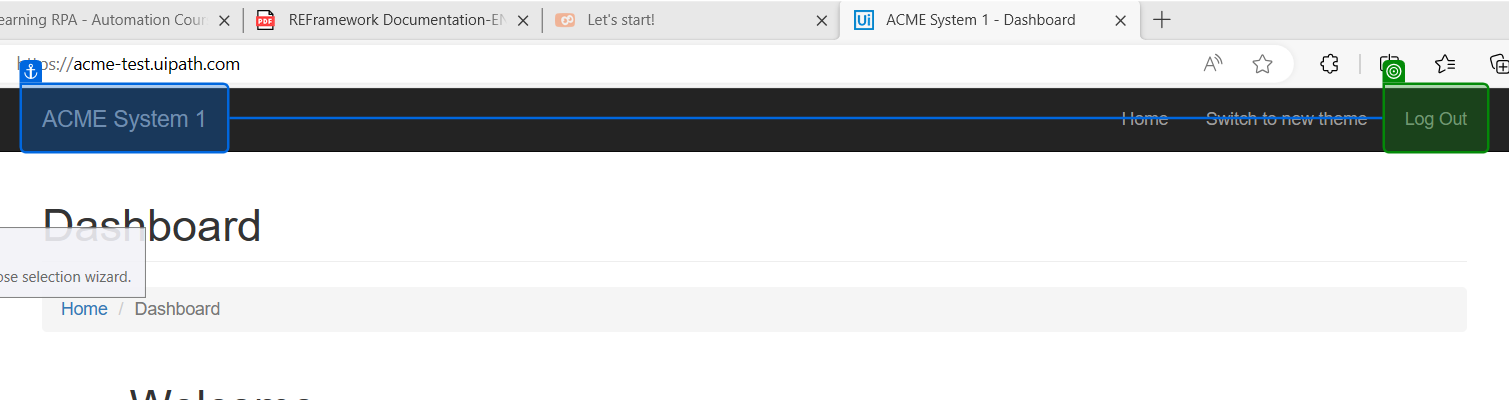 earning RPA - Automation Cour
PDF REFramework Documentation-EN
Let's start!
Ui ACME System 1 - Dashboard
https://acme-test.uipath.com
ACME System 1
Home
Switch to new theme
Log Out
Dashboard
ose selection wizard.
Home / Dashboard
Welcome